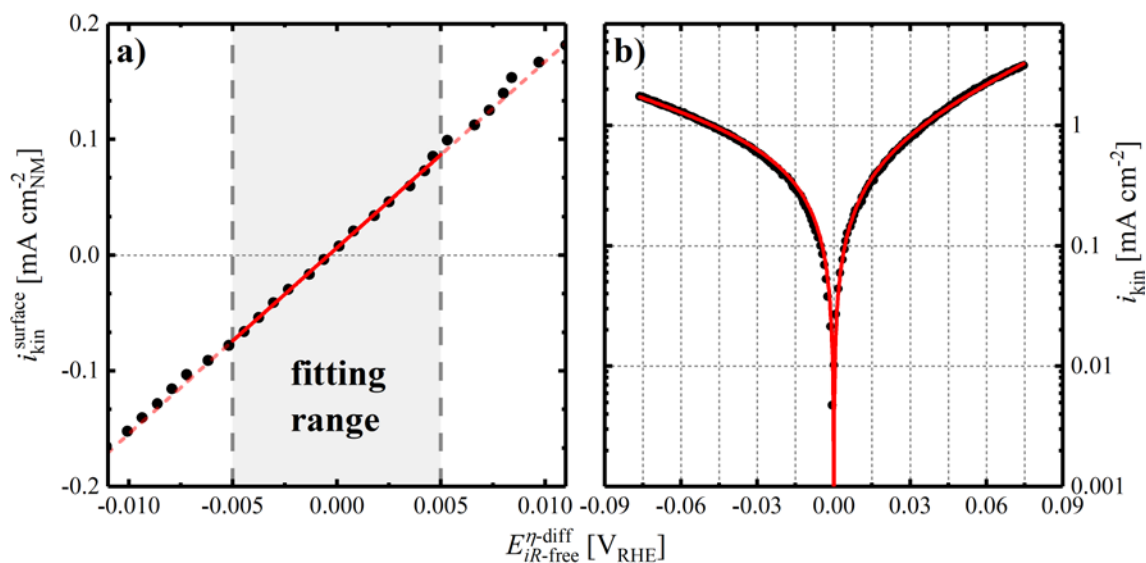 a)
i_kin^surface [mA cm_NM^-2]
0.2
0.1
0.0
-0.1
-0.2
fitting
range
-0.010 -0.005 0.000 0.005 0.010
b)
i_kin [mA cm^-2]
1
0.1
0.01
0.001
-0.09 -0.06 -0.03 0.00 0.03 0.06 0.09
E_iR-free^η-diff [V_RHE]